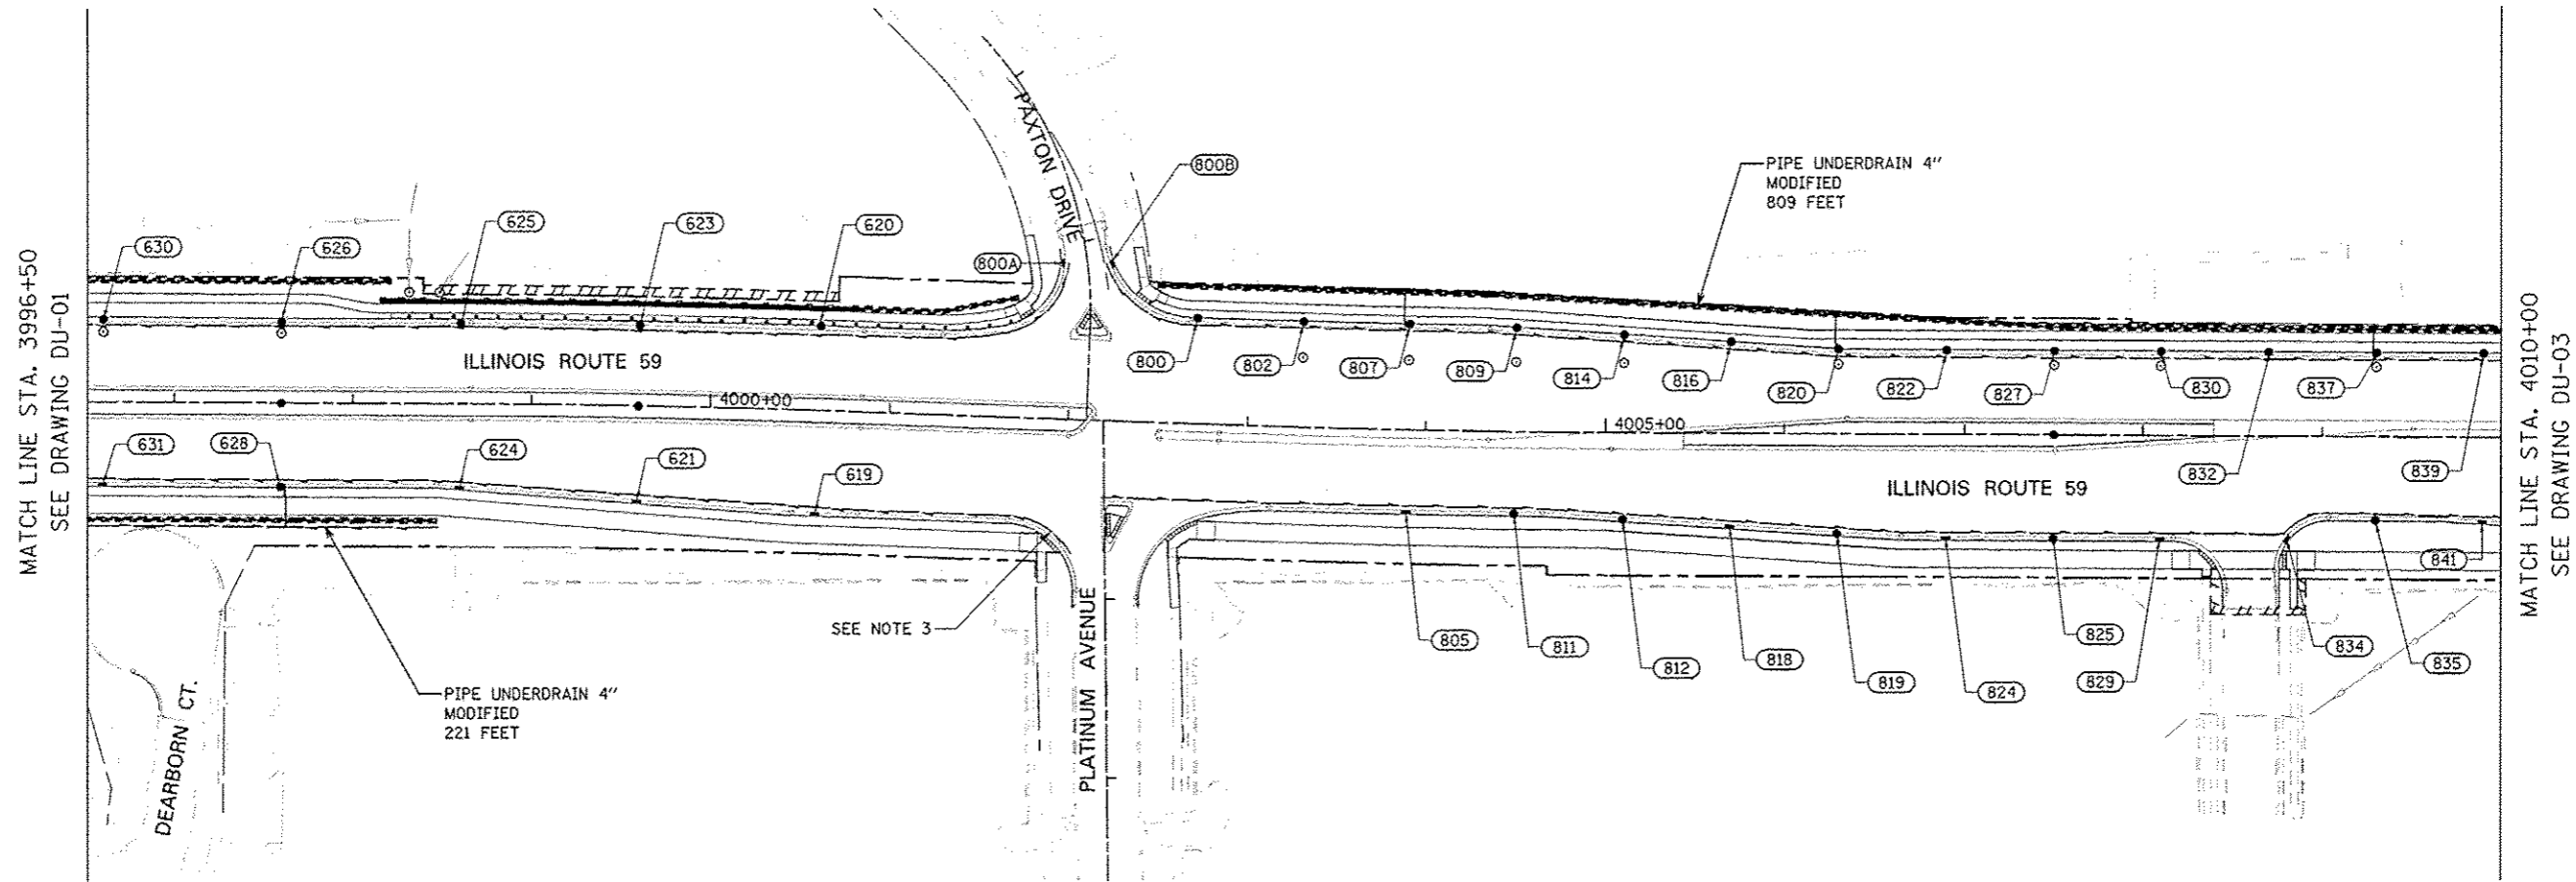 MATCH LINE STA. 3996+50
SEE DRAWING DU-01
PAXTON DRIVE
800B
PIPE UNDERDRAIN 4"
MODIFIED
809 FEET
630
626
625
623
620
800A
ILLINOIS ROUTE 59
800
802
807
809
814
816
820
822
827
830
832
837
839
4000+00
4005+00
631
628
624
621
619
ILLINOIS ROUTE 59
SEE NOTE 3
805
811
812
818
819
824
825
829
834
835
841
PIPE UNDERDRAIN 4"
MODIFIED
221 FEET
DEARBORN CT.
PLATINUM AVENUE
MATCH LINE STA. 4010+00
SEE DRAWING DU-03